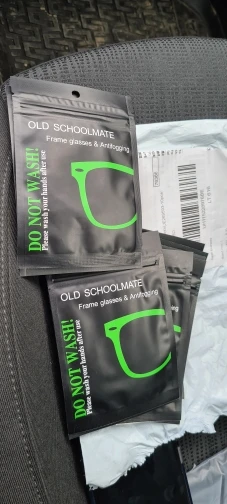 OLD SCHOOLMATE
Frame glasses & Antifogging
DO NOT WASH!
Please wash your hands after use
OLD SCHOOLMATE
Frame glasses & Antifogging
DO NOT WASH!
Please wash your hands after use